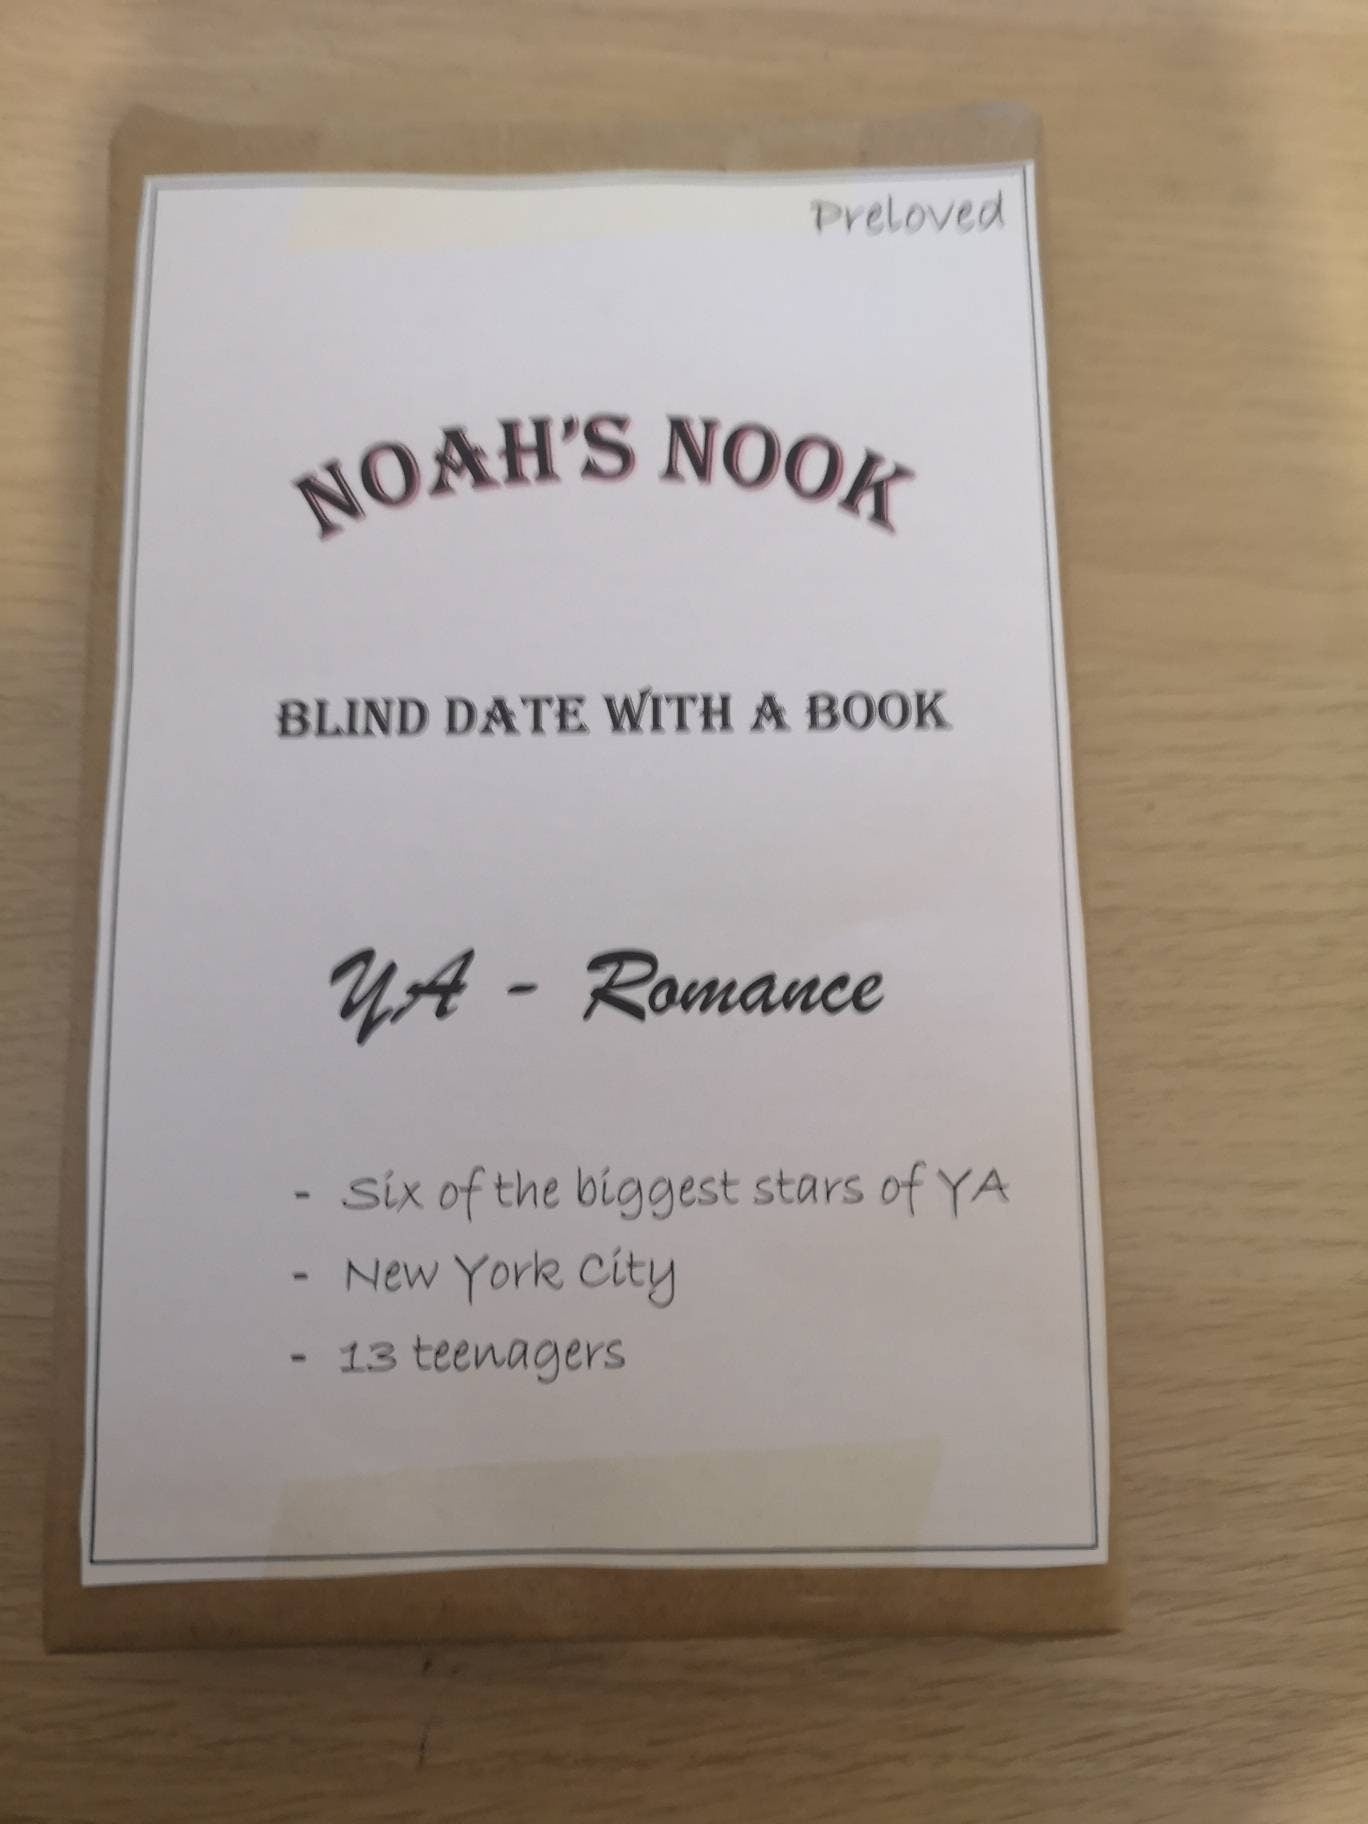 Preloved
NOAH'S NOOK
BLIND DATE WITH A BOOK
YA - Romance
- Six of the biggest stars of YA
- New York City
- 13 teenagers